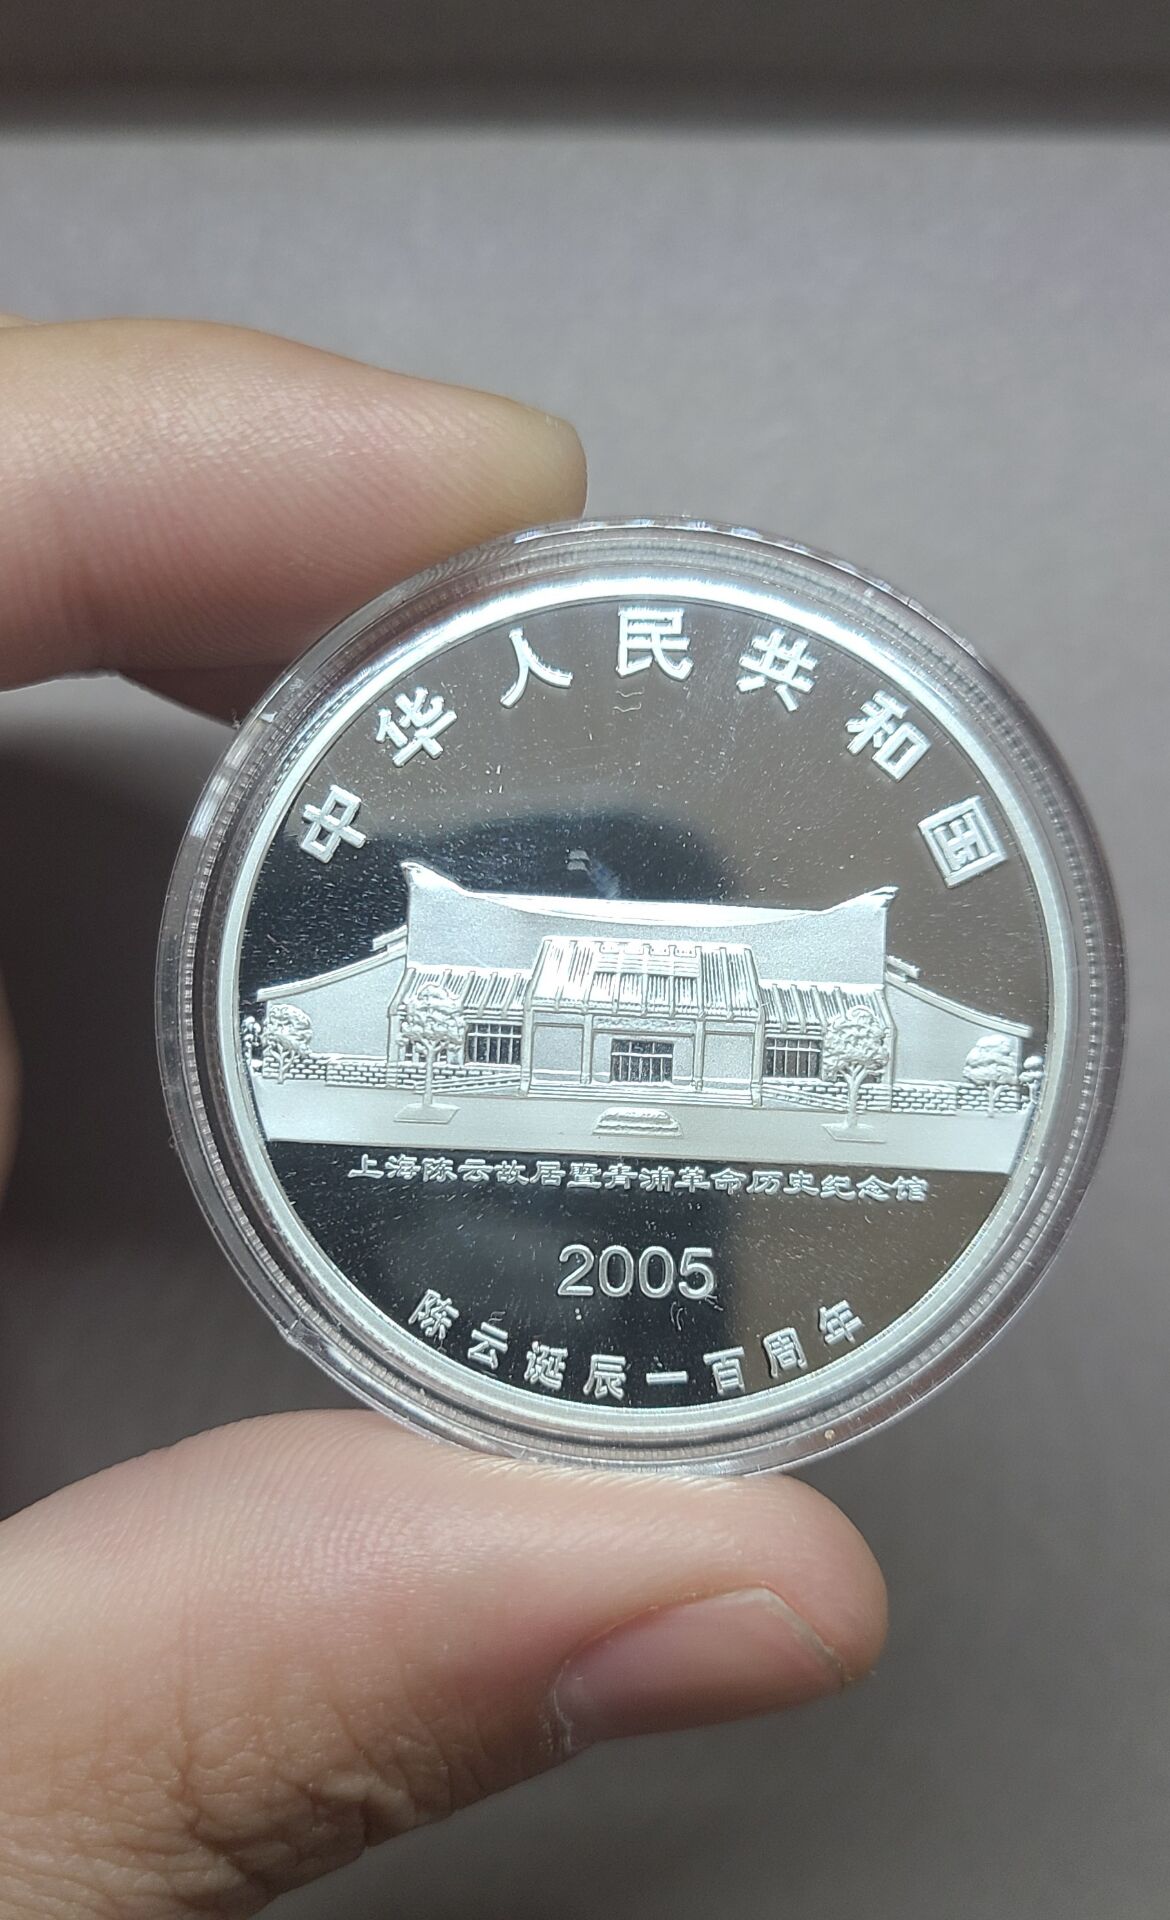 中华人民共和国
上海陈云故居暨青浦革命历史纪念馆
2005
陈云诞辰一百周年